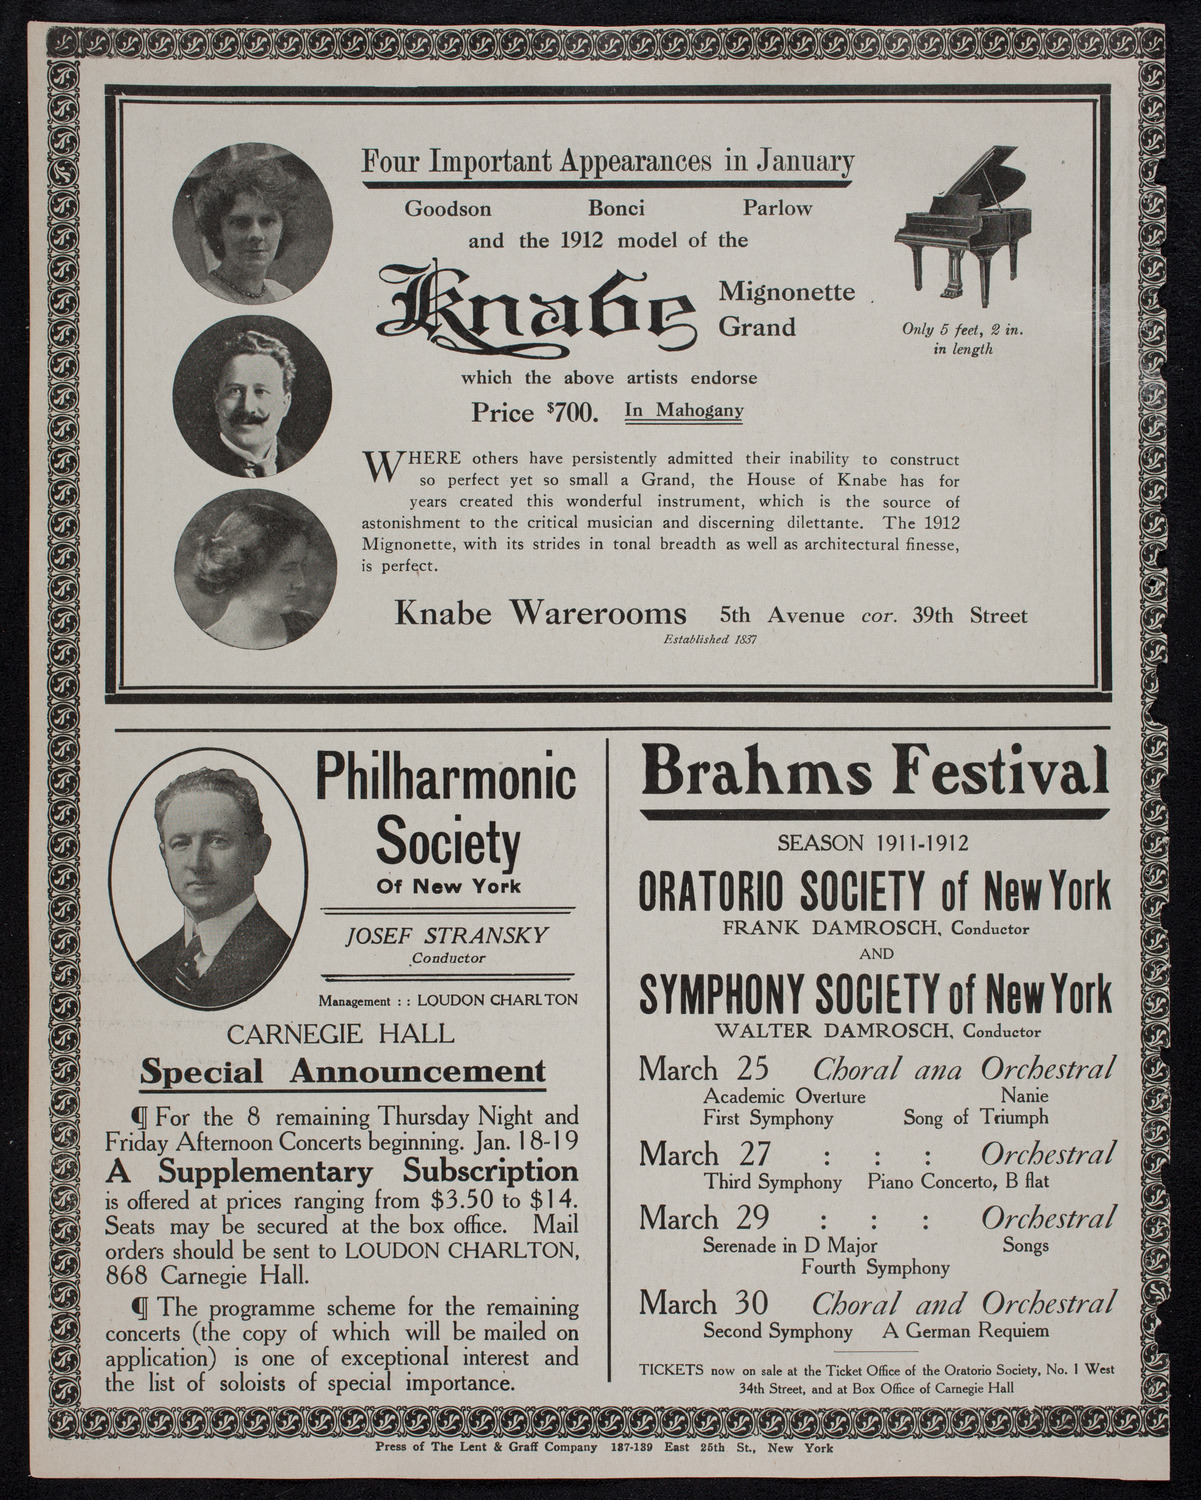 Four Important Appearances in January
Goodson Bonci Parlow
and the 1912 model of the
Knabe Mignonette Grand
Only 5 feet, 2 in.
in length
which the above artists endorse
Price $700. In Mahogany
WHERE others have persistently admitted their inability to construct
so perfect yet so small a Grand, the House of Knabe has for
years created this wonderful instrument, which is the source of
astonishment to the critical musician and discerning dilettante. The 1912
Mignonette, with its strides in tonal breadth as well as architectural finesse,
is perfect.
Knabe Warerooms 5th Avenue cor. 39th Street
Established 1837
Philharmonic
Society
Of New York
JOSEF STRANSKY
Conductor
Management : : LOUDON CHARLTON
CARNEGIE HALL
Special Announcement
¶ For the 8 remaining Thursday Night and
Friday Afternoon Concerts beginning. Jan. 18-19
A Supplementary Subscription
is offered at prices ranging from $3.50 to $14.
Seats may be secured at the box office. Mail
orders should be sent to LOUDON CHARLTON,
868 Carnegie Hall.
¶ The programme scheme for the remaining
concerts (the copy of which will be mailed on
application) is one of exceptional interest and
the list of soloists of special importance.
Brahms Festival
SEASON 1911-1912
ORATORIO SOCIETY of New York
FRANK DAMROSCH, Conductor
AND
SYMPHONY SOCIETY of New York
WALTER DAMROSCH, Conductor
March 25 Choral and Orchestral
Academic Overture Nanie
First Symphony Song of Triumph
March 27 : : : Orchestral
Third Symphony Piano Concerto, B flat
March 29 : : : Orchestral
Serenade in D Major Songs
Fourth Symphony
March 30 Choral and Orchestral
Second Symphony A German Requiem
TICKETS now on sale at the Ticket Office of the Oratorio Society, No. 1 West
34th Street, and at Box Office of Carnegie Hall
Press of The Lent & Graff Company 137-139 East 25th St., New York